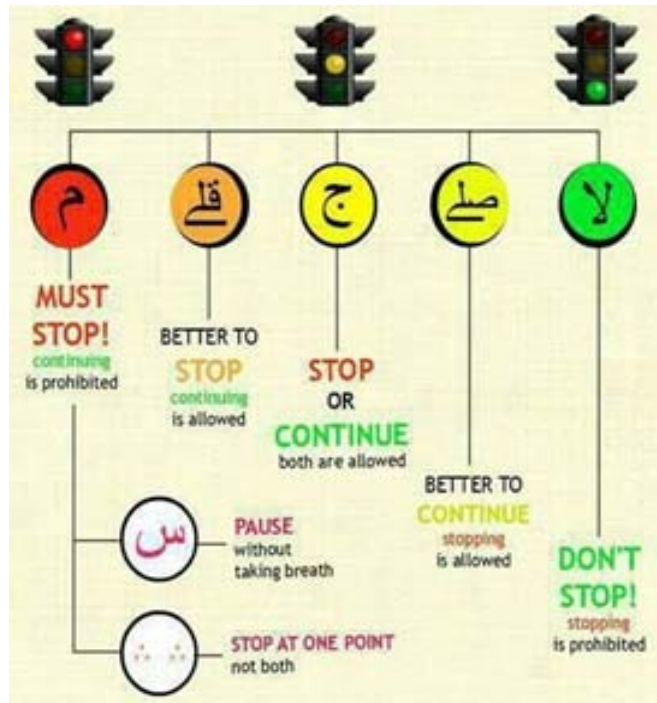 م
قلے
ج
صلے
لا
MUST
STOP!
continuing
is prohibited
BETTER TO
STOP
continuing
is allowed
STOP
OR
CONTINUE
both are allowed
BETTER TO
CONTINUE
stopping
is allowed
DON'T
STOP!
stopping
is prohibited
س
PAUSE
without
taking breath
∴ ∴
STOP AT ONE POINT
not both